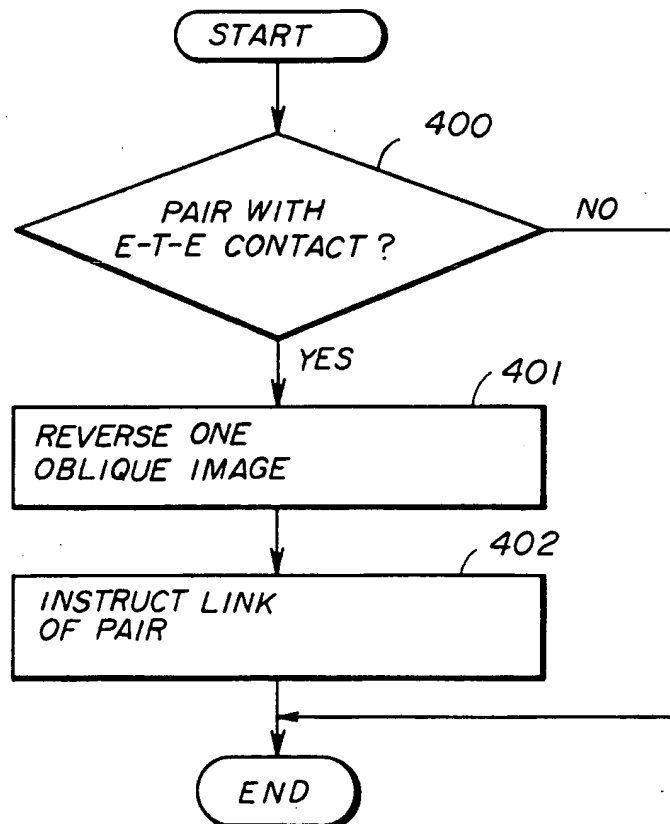 START
400
PAIR WITH
E-T-E CONTACT ?
NO
YES
401
REVERSE ONE
OBLIQUE IMAGE
402
INSTRUCT LINK
OF PAIR
END